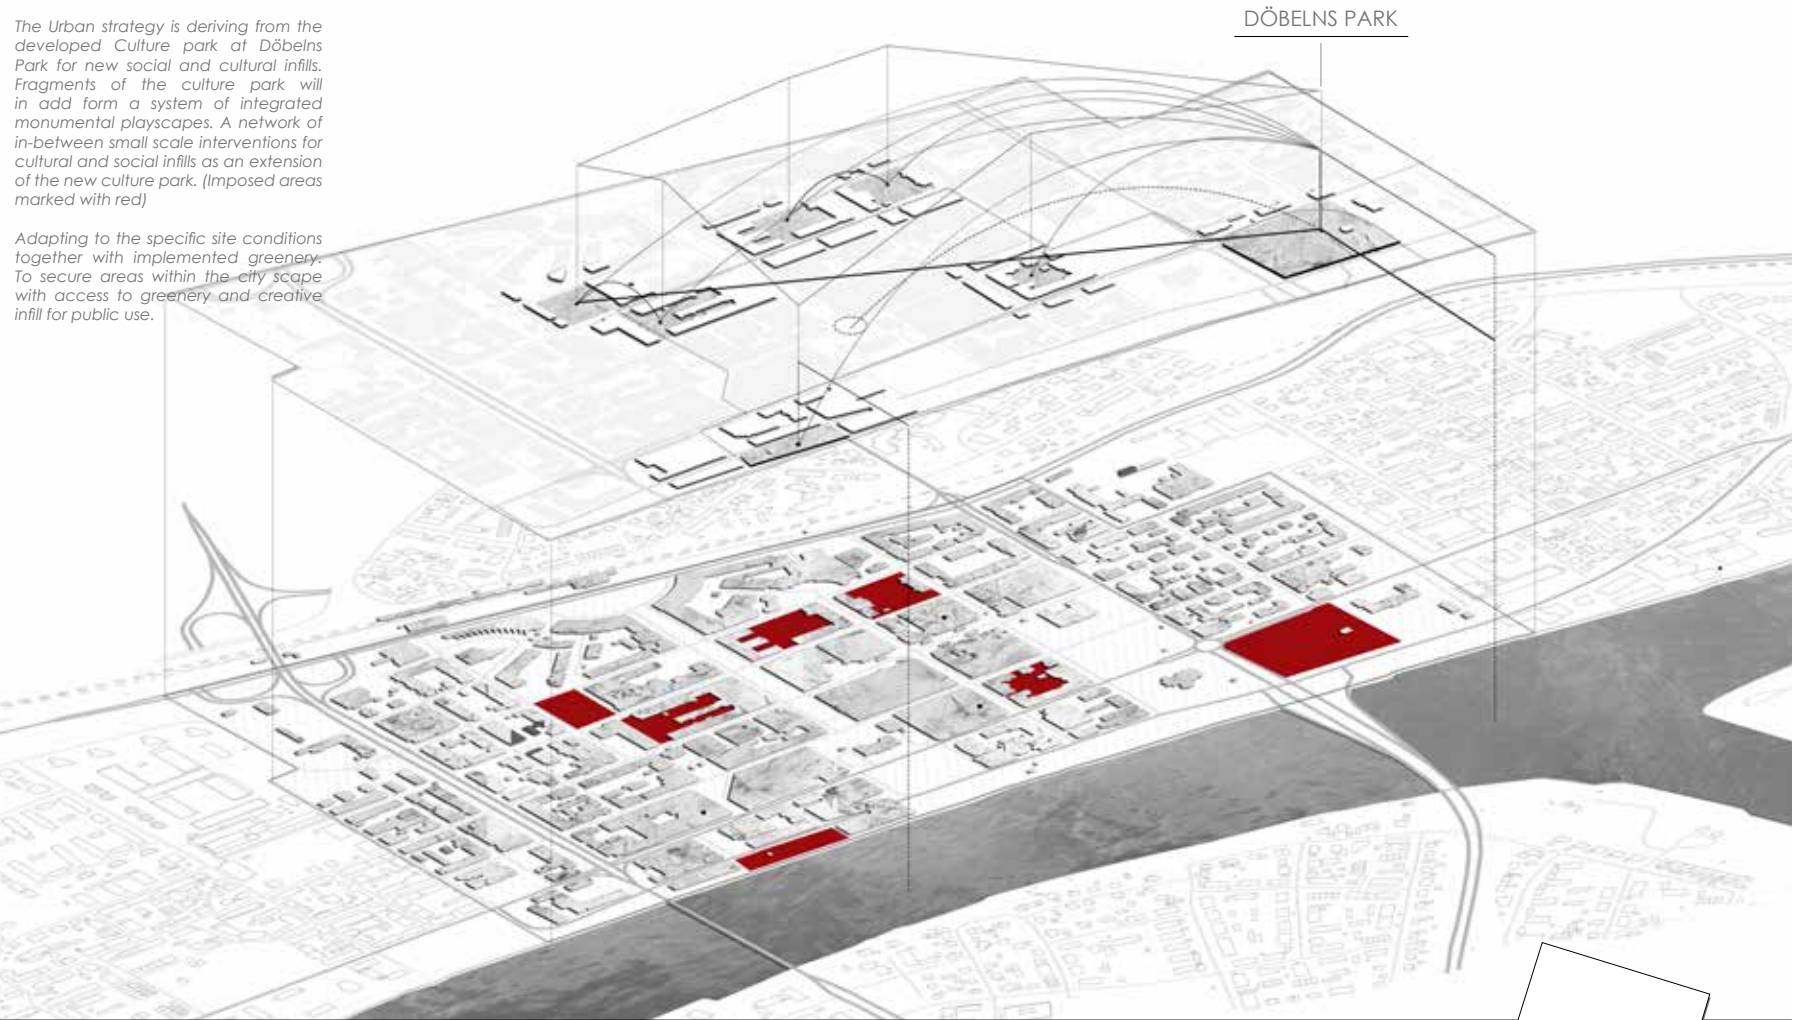 The Urban strategy is deriving from the
developed Culture park at Döbelns
Park for new social and cultural infills.
Fragments of the culture park will
in add form a system of integrated
monumental playscapes. A network of
in-between small scale interventions for
cultural and social infills as an extension
of the new culture park. (Imposed areas
marked with red)
Adapting to the specific site conditions
together with implemented greenery.
To secure areas within the city scape
with access to greenery and creative
infill for public use.
DÖBELNS PARK